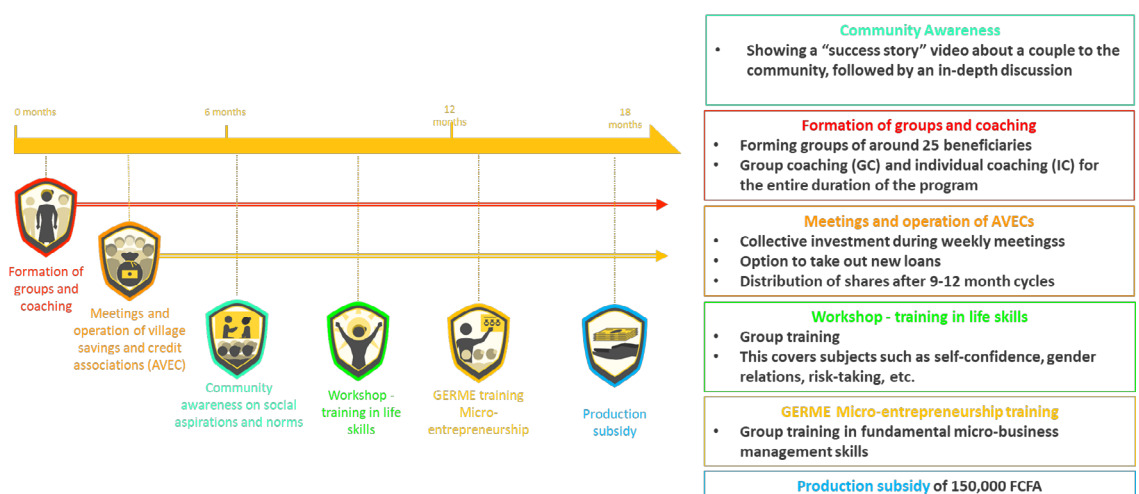 0 months
6 months
12
months
18
months
Formation of
groups and
coaching
Meetings and
operation of village
savings and credit
associations (AVEC)
Community
awareness on social
aspirations and norms
Workshop -
training in life
skills
GERME training
Micro-
entrepreneurship
Production
subsidy
Community Awareness
• Showing a “success story” video about a couple to the
community, followed by an in-depth discussion
Formation of groups and coaching
• Forming groups of around 25 beneficiaries
• Group coaching (GC) and individual coaching (IC) for
the entire duration of the program
Meetings and operation of AVECs
• Collective investment during weekly meetingss
• Option to take out new loans
• Distribution of shares after 9-12 month cycles
Workshop - training in life skills
• Group training
• This covers subjects such as self-confidence, gender
relations, risk-taking, etc.
GERME Micro-entrepreneurship training
• Group training in fundamental micro-business
management skills
Production subsidy of 150,000 FCFA